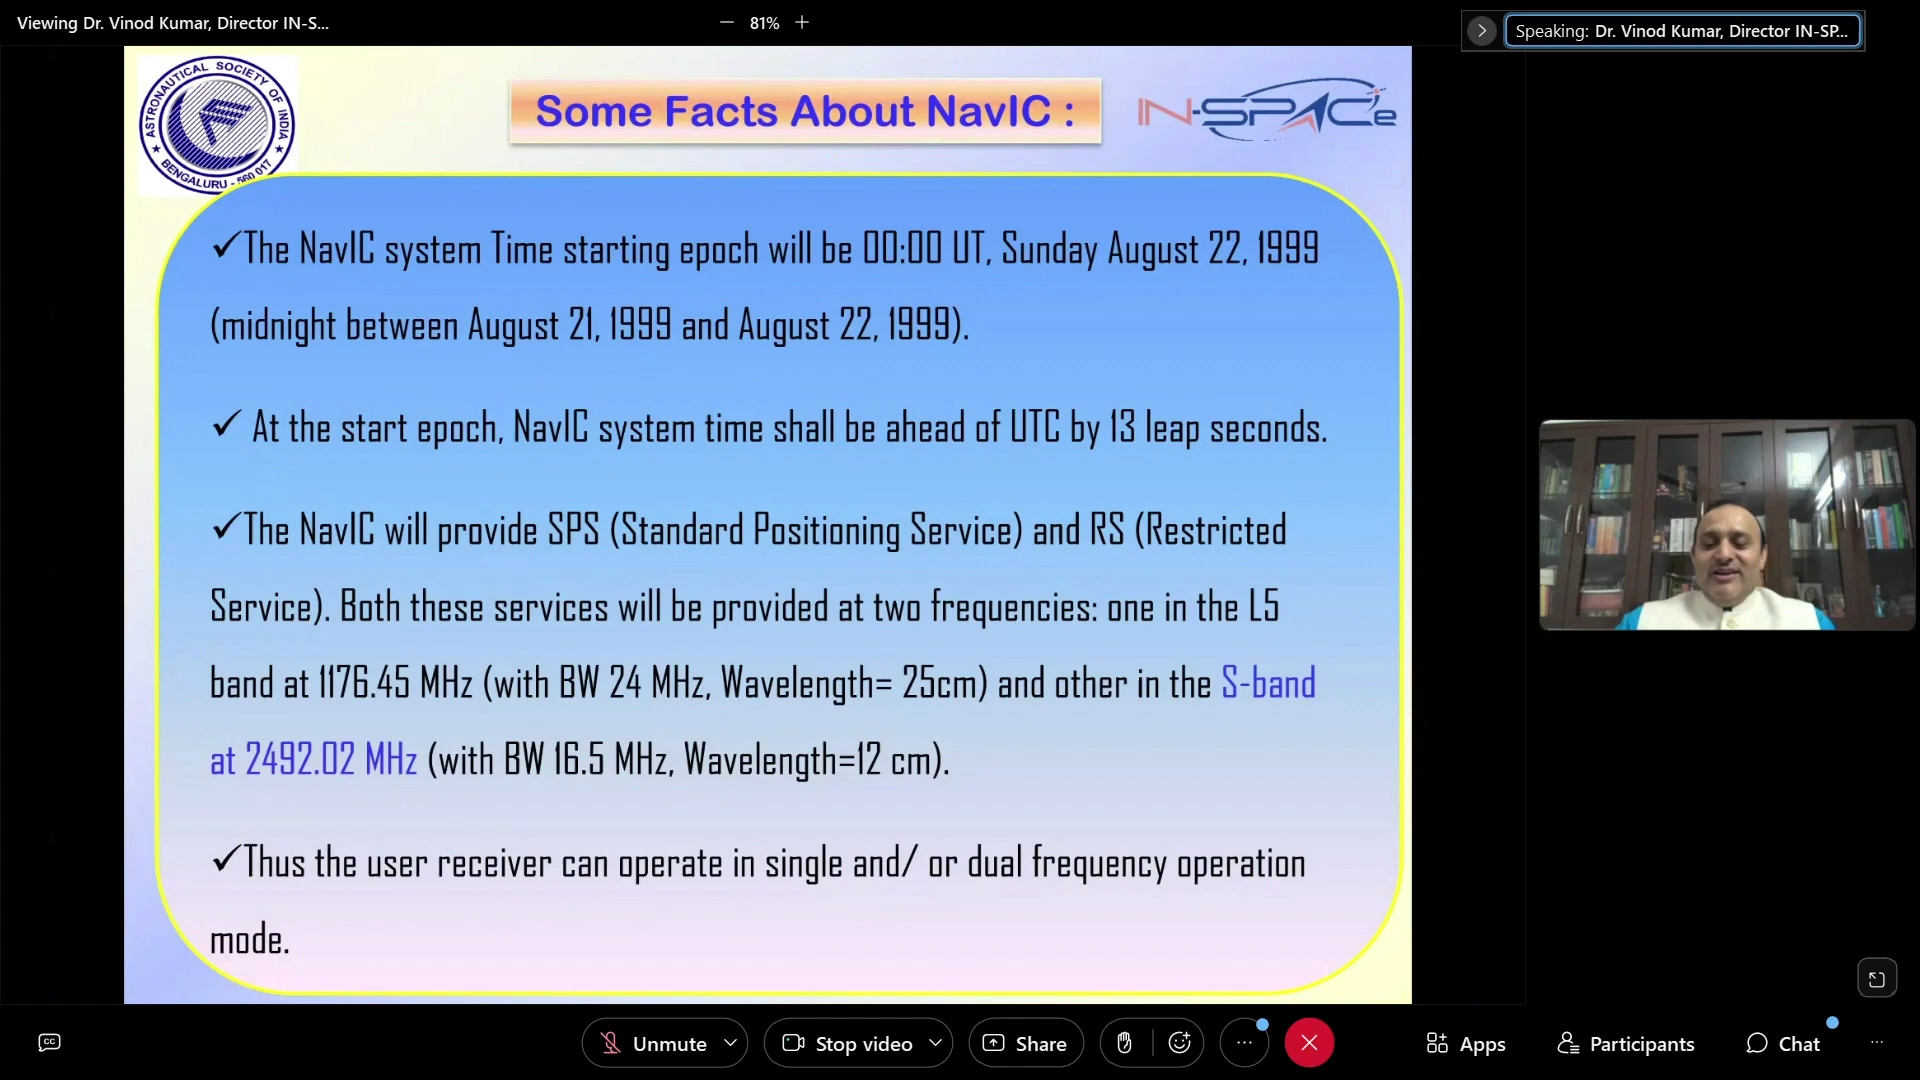 Viewing Dr. Vinod Kumar, Director IN-S...
81%
Speaking: Dr. Vinod Kumar, Director IN-SP...
ASTRONAUTICAL SOCIETY OF INDIA
BENGALURU - 560 017
Some Facts About NavIC :
IN-SPACe
✓The NavIC system Time starting epoch will be 00:00 UT, Sunday August 22, 1999
(midnight between August 21, 1999 and August 22, 1999).
✓ At the start epoch, NavIC system time shall be ahead of UTC by 13 leap seconds.
✓The NavIC will provide SPS (Standard Positioning Service) and RS (Restricted
Service). Both these services will be provided at two frequencies: one in the L5
band at 1176.45 MHz (with BW 24 MHz, Wavelength= 25cm) and other in the S-band
at 2492.02 MHz (with BW 16.5 MHz, Wavelength=12 cm).
✓Thus the user receiver can operate in single and/ or dual frequency operation
mode.
CC
Unmute
Stop video
Share
Apps
Participants
Chat